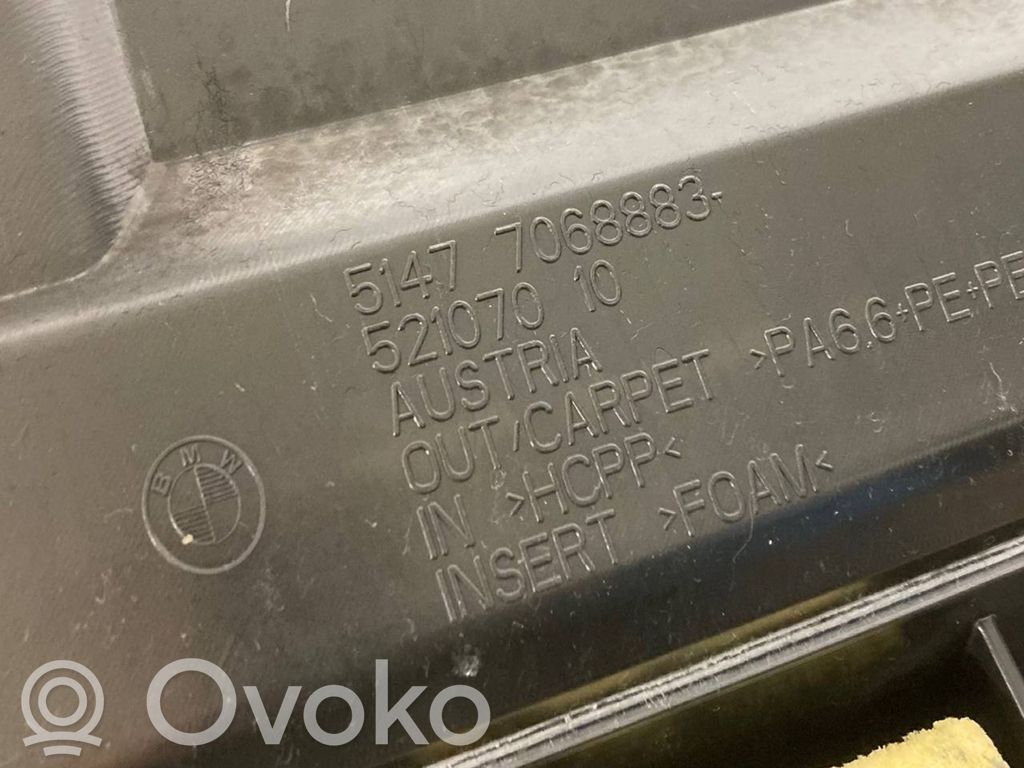 5147 7068883-
521070 10
AUSTRIA
OUT/CARPET >PA6.6+PE+PE
IN >HCPP<
INSERT >FOAM<
BMW
Ovoko